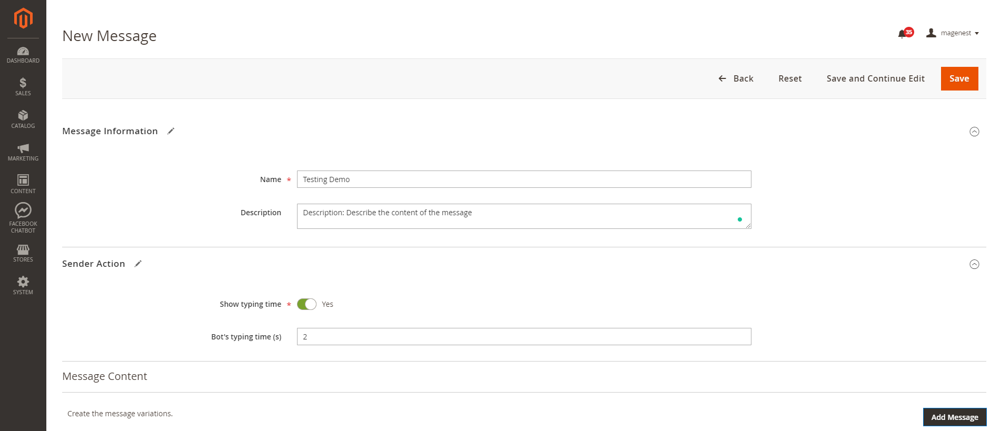 New Message
35
magenest
DASHBOARD
SALES
CATALOG
MARKETING
CONTENT
FACEBOOK
CHATBOT
STORES
SYSTEM
Back
Reset
Save and Continue Edit
Save
Message Information
Name *
Testing Demo
Description
Description: Describe the content of the message
Sender Action
Show typing time *
Yes
Bot's typing time (s)
2
Message Content
Create the message variations.
Add Message